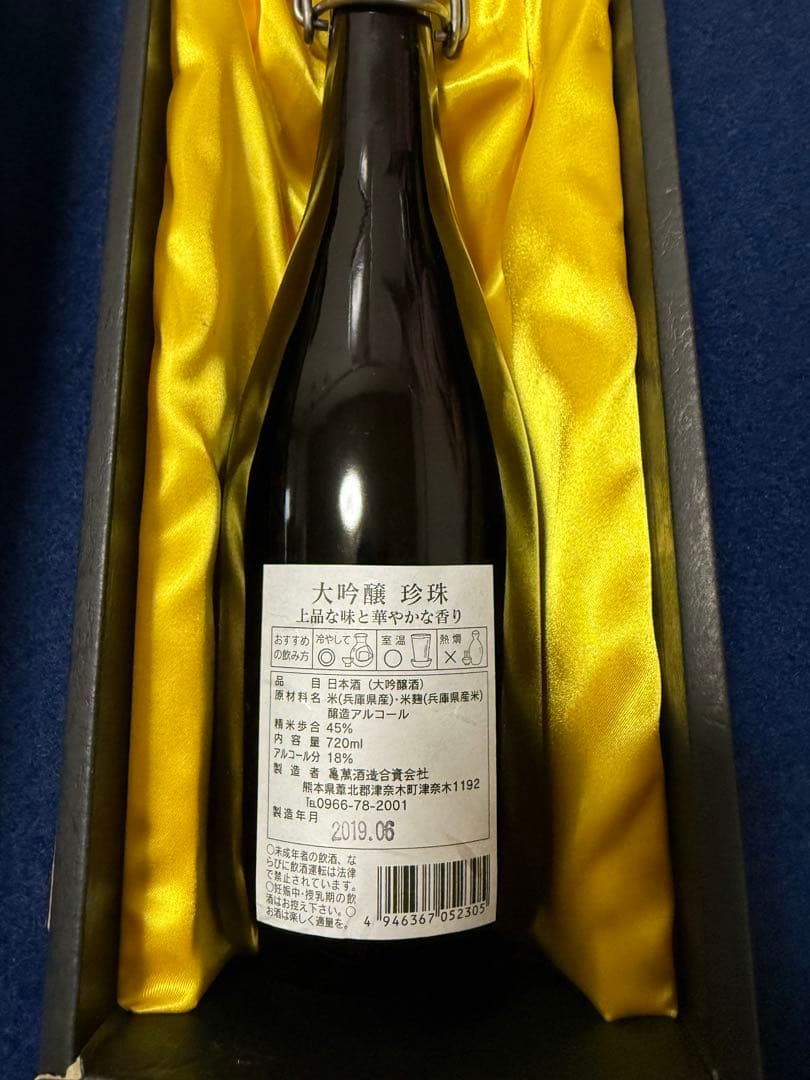 大吟醸 珍珠
上品な味と華やかな香り
おすすめの飲み方 冷やして ◎ 室温 ○ 熱燗 ×
品目 日本酒（大吟醸酒）
原材料名 米(兵庫県産)・米麹(兵庫県産米)
醸造アルコール
精米歩合 45%
内容量 720ml
アルコール分 18%
製造者 亀萬酒造合資会社
熊本県葦北郡津奈木町津奈木1192
℡0966-78-2001
製造年月 2019.06
○未成年者の飲酒、な
らびに飲酒運転は法律
で禁止されています。
○妊娠中・授乳期の飲
酒はお控え下さい。○
お酒は楽しく適量を。
4 946367 052305